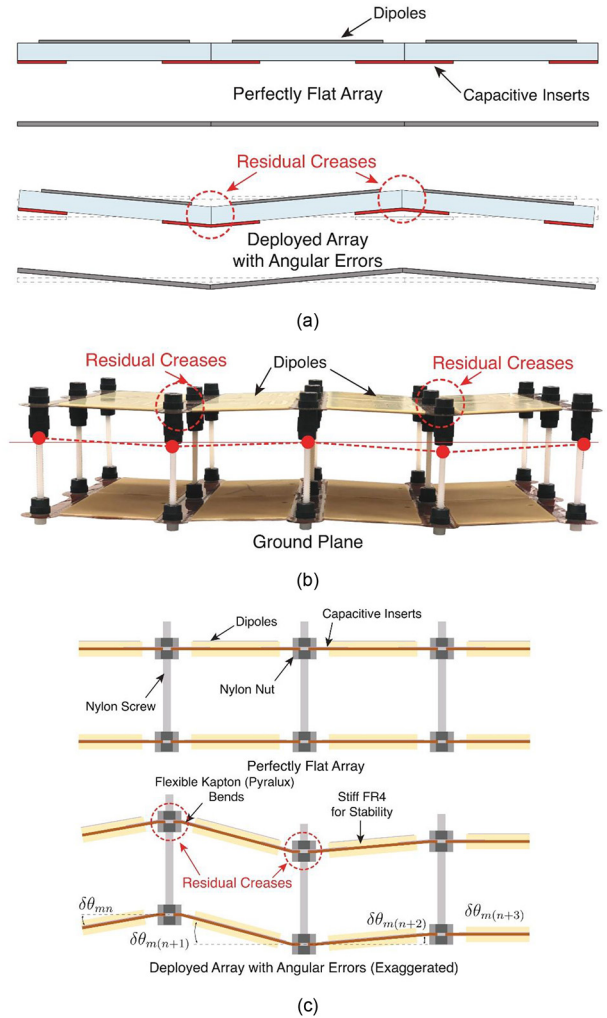 Dipoles
Perfectly Flat Array
Capacitive Inserts
Residual Creases
Deployed Array
with Angular Errors
(a)
Residual Creases
Dipoles
Residual Creases
Ground Plane
(b)
Dipoles
Capacitive Inserts
Nylon Screw
Nylon Nut
Perfectly Flat Array
Flexible Kapton (Pyralux)
Bends
Stiff FR4
for Stability
Residual Creases
δθmn
δθm(n+1)
δθm(n+2)
δθm(n+3)
Deployed Array with Angular Errors (Exaggerated)
(c)